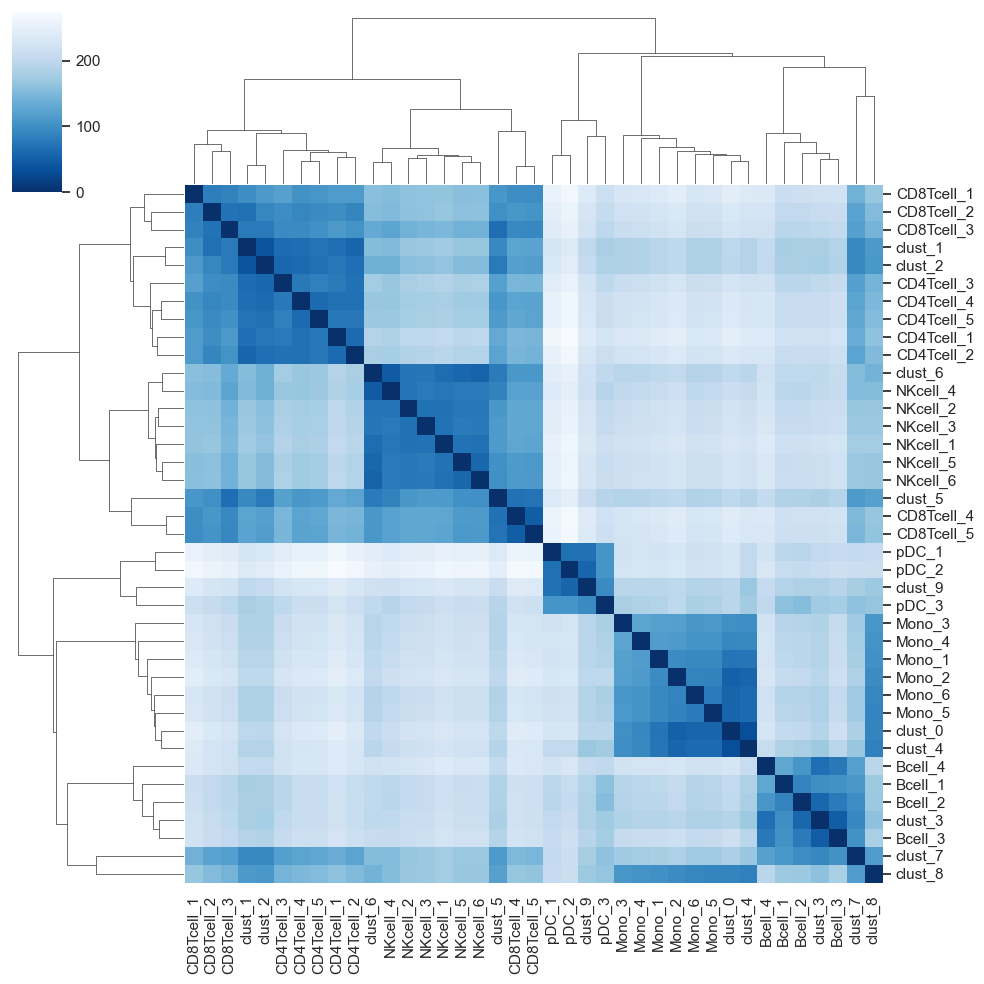 200
100
0
CD8Tcell_1
CD8Tcell_2
CD8Tcell_3
clust_1
clust_2
CD4Tcell_3
CD4Tcell_4
CD4Tcell_5
CD4Tcell_1
CD4Tcell_2
clust_6
NKcell_4
NKcell_2
NKcell_3
NKcell_1
NKcell_5
NKcell_6
clust_5
CD8Tcell_4
CD8Tcell_5
pDC_1
pDC_2
clust_9
pDC_3
Mono_3
Mono_4
Mono_1
Mono_2
Mono_6
Mono_5
clust_0
clust_4
Bcell_4
Bcell_1
Bcell_2
clust_3
Bcell_3
clust_7
clust_8
CD8Tcell_1
CD8Tcell_2
CD8Tcell_3
clust_1
clust_2
CD4Tcell_3
CD4Tcell_4
CD4Tcell_5
CD4Tcell_1
CD4Tcell_2
clust_6
NKcell_4
NKcell_2
NKcell_3
NKcell_1
NKcell_5
NKcell_6
clust_5
CD8Tcell_4
CD8Tcell_5
pDC_1
pDC_2
clust_9
pDC_3
Mono_3
Mono_4
Mono_1
Mono_2
Mono_6
Mono_5
clust_0
clust_4
Bcell_4
Bcell_1
Bcell_2
clust_3
Bcell_3
clust_7
clust_8